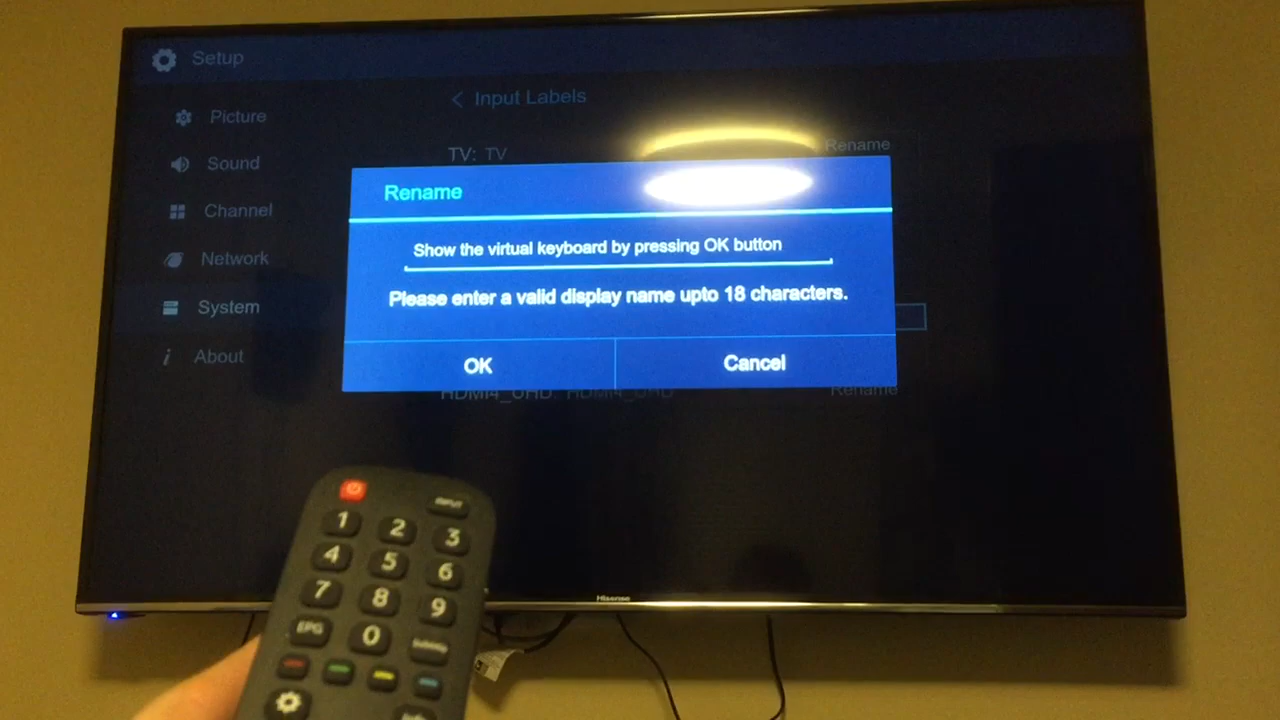 Setup
Input Labels
Picture
TV: TV
Rename
Sound
Rename
Channel
Show the virtual keyboard by pressing OK button
Network
Please enter a valid display name upto 18 characters.
System
About
OK
Cancel
HDMI4_UHD: HDMI4_UHD
Rename
Hisense
INPUT
1 2 3
4 5 6
7 8 9
EPG 0 Subtitle